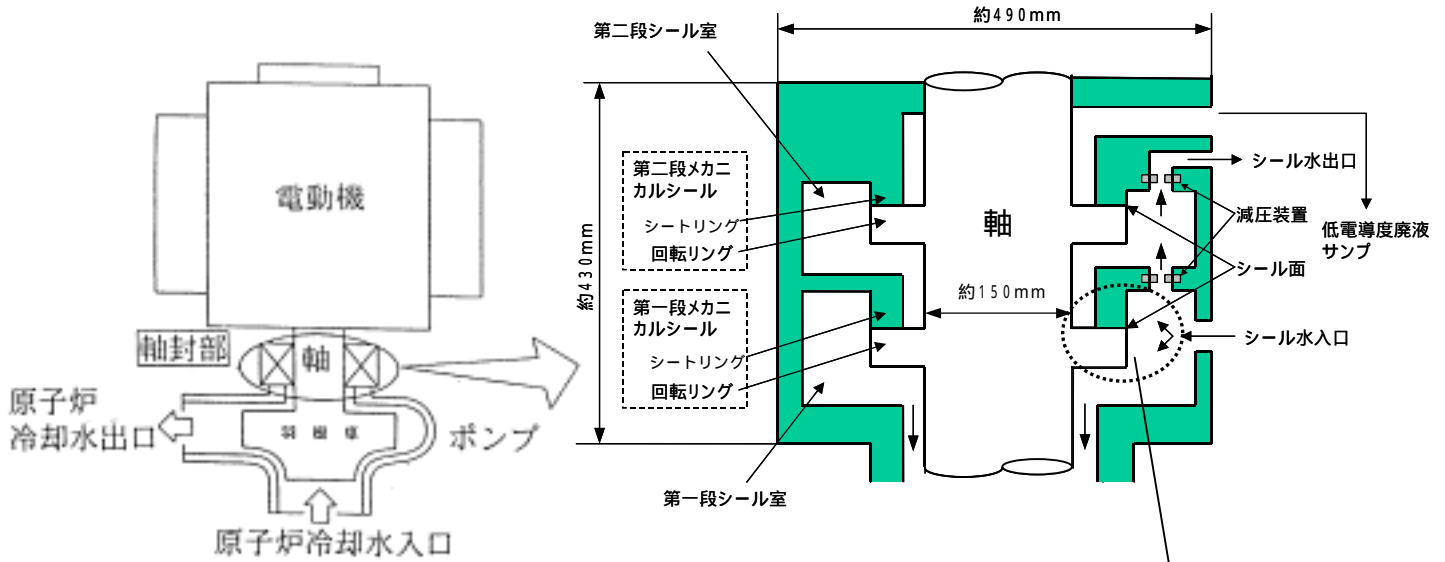 電動機
軸封部
軸
原子炉
冷却水出口
羽根車
ポンプ
原子炉冷却水入口
約490mm
第二段シール室
約430mm
第二段メカニ
カルシール
シートリング
回転リング
第一段メカニ
カルシール
シートリング
回転リング
軸
約150mm
シール水出口
減圧装置
低電導度廃液
サンプ
シール面
シール水入口
第一段シール室